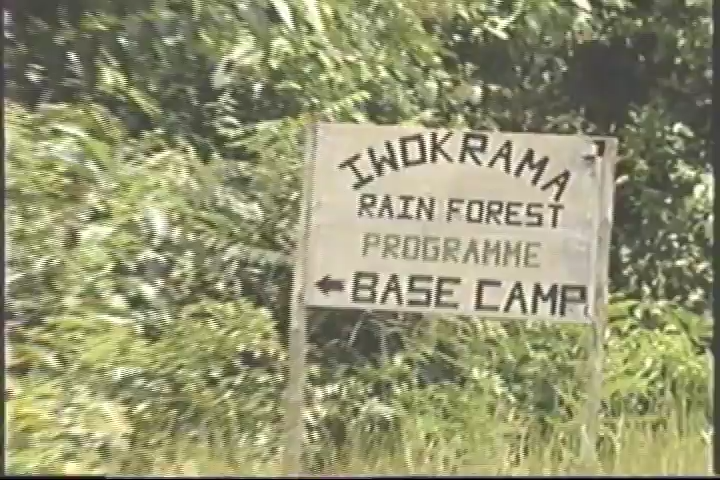 IWOKRAMA
RAIN FOREST
PROGRAMME
← BASE CAMP